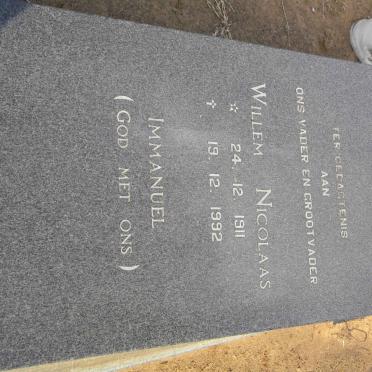 TER GEDAGTENIS
AAN
ONS VADER EN GROOTVADER
WILLEM NICOLAAS
☆ 24. 12 1911
✝ 19. 12. 1992
IMMANUEL
(GOD MET ONS)